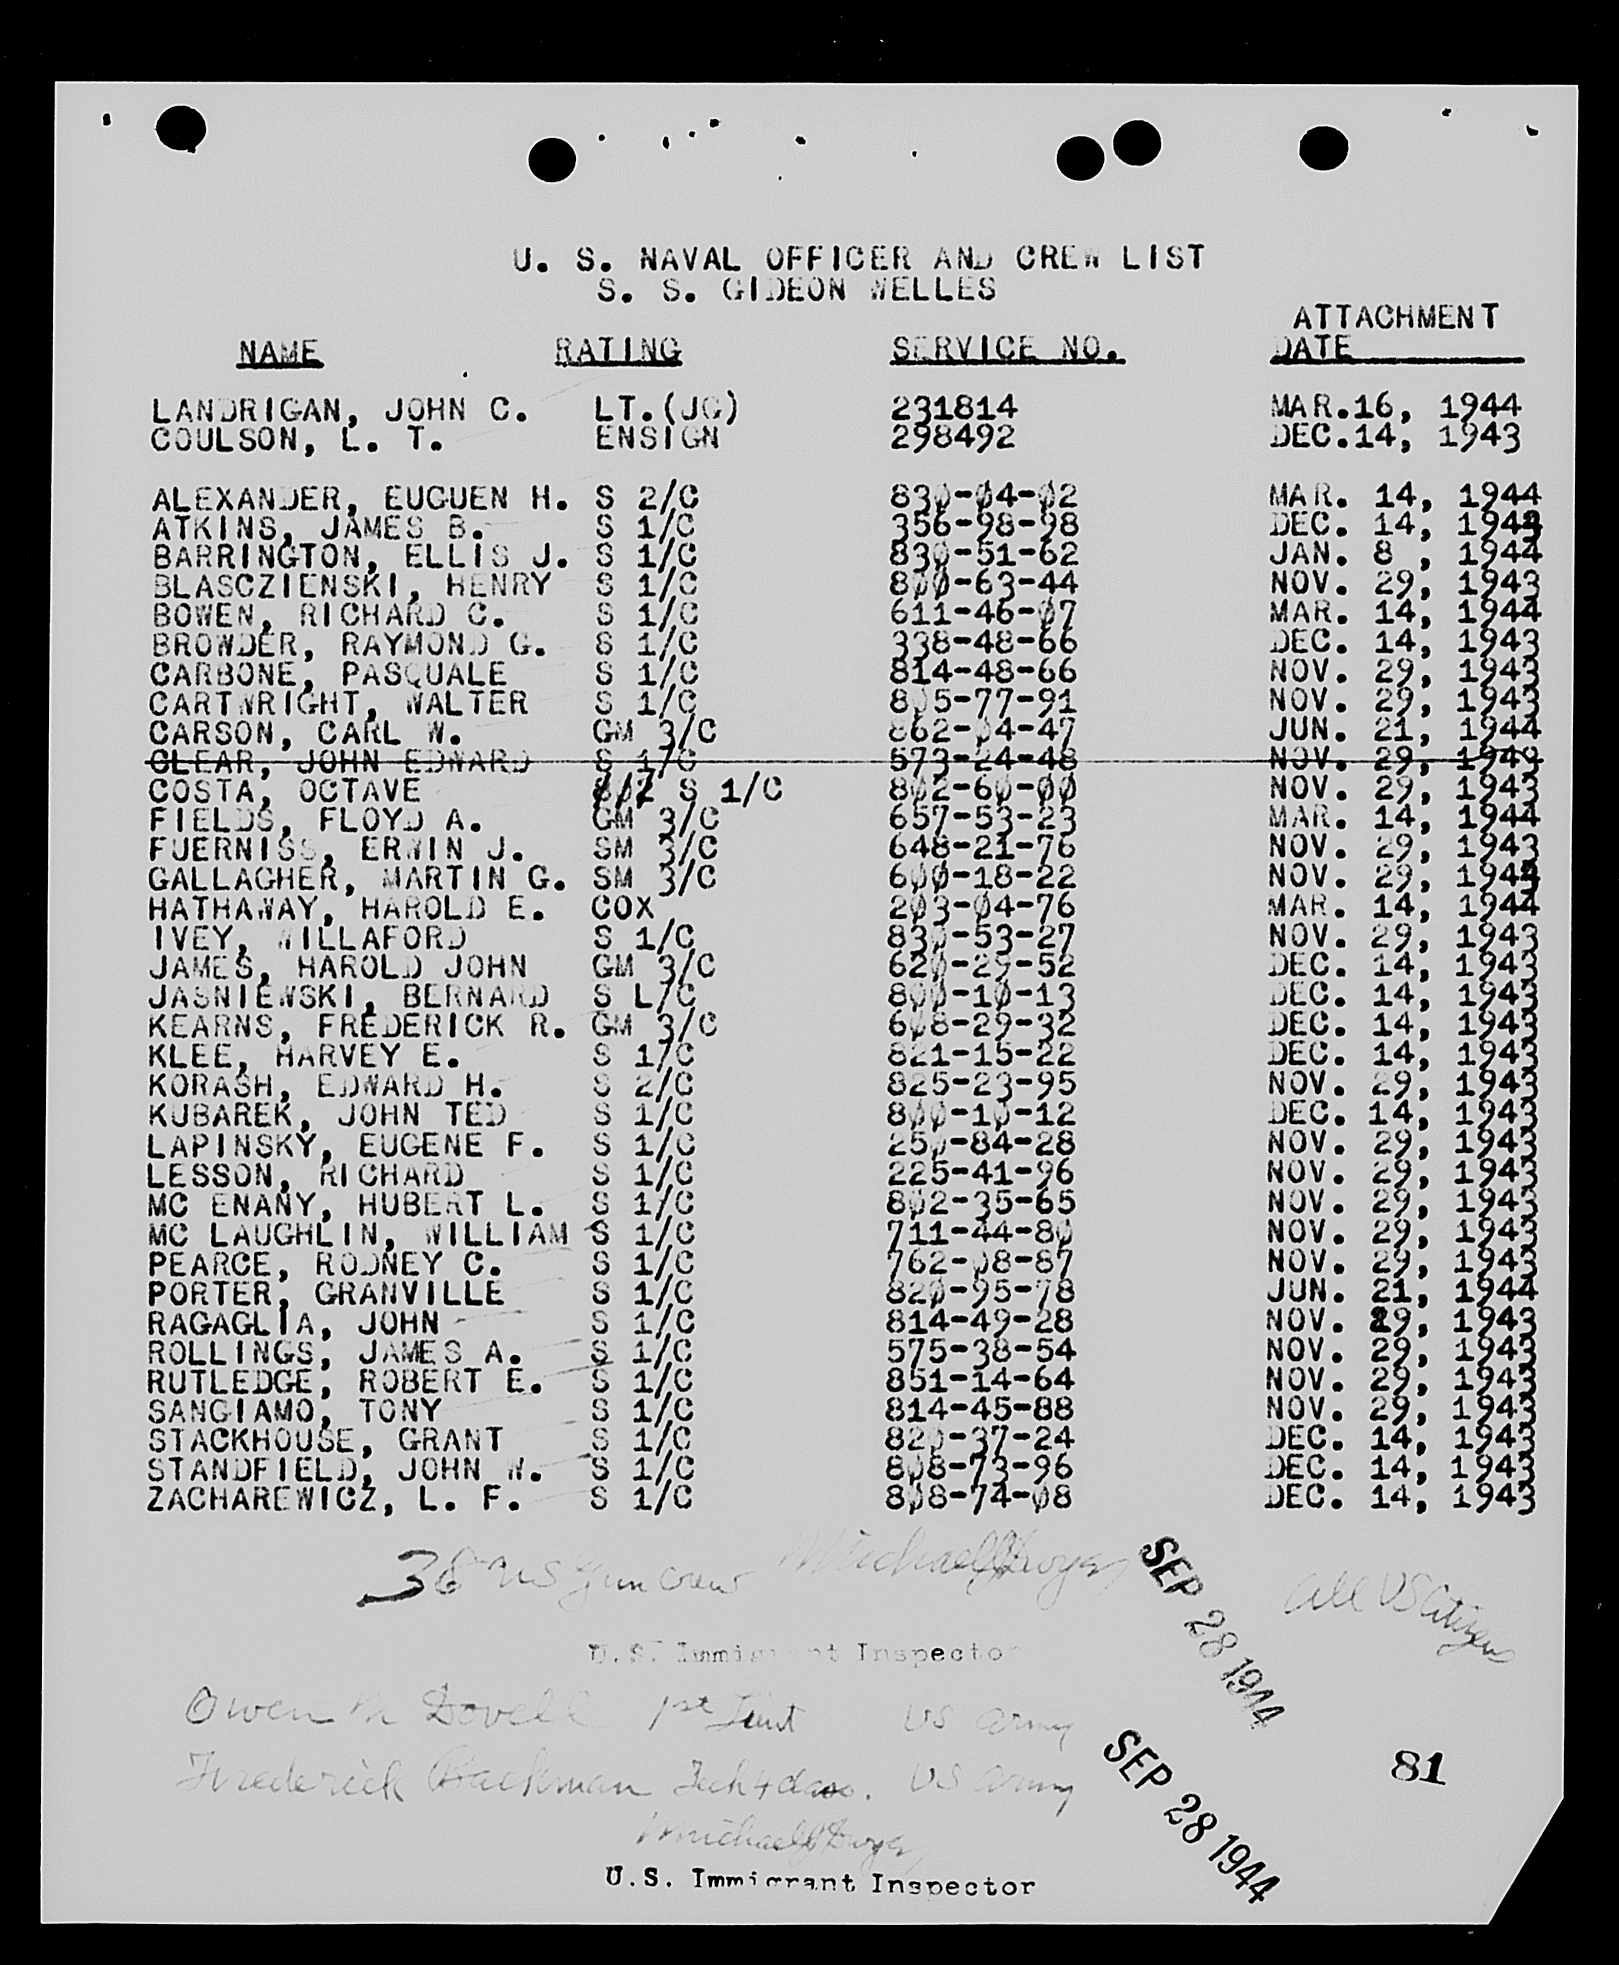 U. S. NAVAL OFFICER AND CREW LIST
S. S. GIDEON WELLES
NAME RATING SERVICE NO. ATTACHMENT DATE
LANDRIGAN, JOHN C. LT.(JG) 231814 MAR.16, 1944
COULSON, L. T. ENSIGN 298492 DEC.14, 1943
ALEXANDER, EUGUEN H. S 2/C 830-04-02 MAR. 14, 1944
ATKINS, JAMES B. S 1/C 356-98-98 DEC. 14,
BARRINGTON, ELLIS J. S 1/C 830-51-62 JAN. 8 , 1944
BLASCZIENSKI, HENRY S 1/C 800-63-44 NOV. 29, 1943
BOWEN, RICHARD C. S 1/C 611-46-07 MAR. 14, 1944
BROWDER, RAYMOND G. S 1/C 338-48-66 DEC. 14, 1943
CARBONE, PASQUALE S 1/C 814-48-66 NOV. 29, 1943
CARTWRIGHT, WALTER S 1/C 805-77-91 NOV. 29, 1943
CARSON, CARL W. GM 3/C 862-04-47 JUN. 21, 1944
CLEAR, JOHN EDWARD S 1/C 573-24-48 NOV. 29, 1943
COSTA, OCTAVE S 1/C 802-60-00 NOV. 29, 1943
FIELDS, FLOYD A. GM 3/C 657-53-23 MAR. 14, 1944
FUERNISS, ERWIN J. SM 3/C 648-21-76 NOV. 29, 1943
GALLAGHER, MARTIN G. SM 3/C 600-18-22 NOV. 29,
HATHAWAY, HAROLD E. COX 203-04-76 MAR. 14, 1944
IVEY, WILLAFORD S 1/C 830-53-27 NOV. 29, 1943
JAMES, HAROLD JOHN GM 3/C 620-29-52 DEC. 14, 1943
JASNIEWSKI, BERNARD S L/C 800-10-13 DEC. 14, 1943
KEARNS, FREDERICK R. GM 3/C 608-29-32 DEC. 14, 1943
KLEE, HARVEY E. S 1/C 821-15-22 DEC. 14, 1943
KORASH, EDWARD H. S 2/C 825-23-95 NOV. 29, 1943
KUBAREK, JOHN TED S 1/C 800-10-12 DEC. 14, 1943
LAPINSKY, EUGENE F. S 1/C 250-84-28 NOV. 29, 1943
LESSON, RICHARD S 1/C 225-41-96 NOV. 29, 1943
MC ENANY, HUBERT L. S 1/C 802-35-65 NOV. 29, 1943
MC LAUGHLIN, WILLIAM S 1/C 711-44-80 NOV. 29, 1943
PEARCE, RODNEY C. S 1/C 762-08-87 NOV. 29, 1943
PORTER, GRANVILLE S 1/C 820-95-78 JUN. 21, 1944
RAGAGLIA, JOHN S 1/C 814-49-28 NOV. 29, 1943
ROLLINGS, JAMES A. S 1/C 575-38-54 NOV. 29, 1943
RUTLEDGE, ROBERT E. S 1/C 851-14-64 NOV. 29, 1943
SANGIAMO, TONY S 1/C 814-45-88 NOV. 29, 1943
STACKHOUSE, GRANT S 1/C 820-37-24 DEC. 14, 1943
STANDFIELD, JOHN W. S 1/C 808-73-96 DEC. 14, 1943
ZACHAREWICZ, L. F. S 1/C 808-74-08 DEC. 14, 1943
38 US Gun Crew Michael J Dwyer SEP 28 1944 All US Citizens
U.S. Immigrant Inspector
Owen M Dovell 1st Lieut US Army
Frederick Backman Tech 4 class. US Army
SEP 28 1944
81
Michael J Dwyer
U.S. Immigrant Inspector